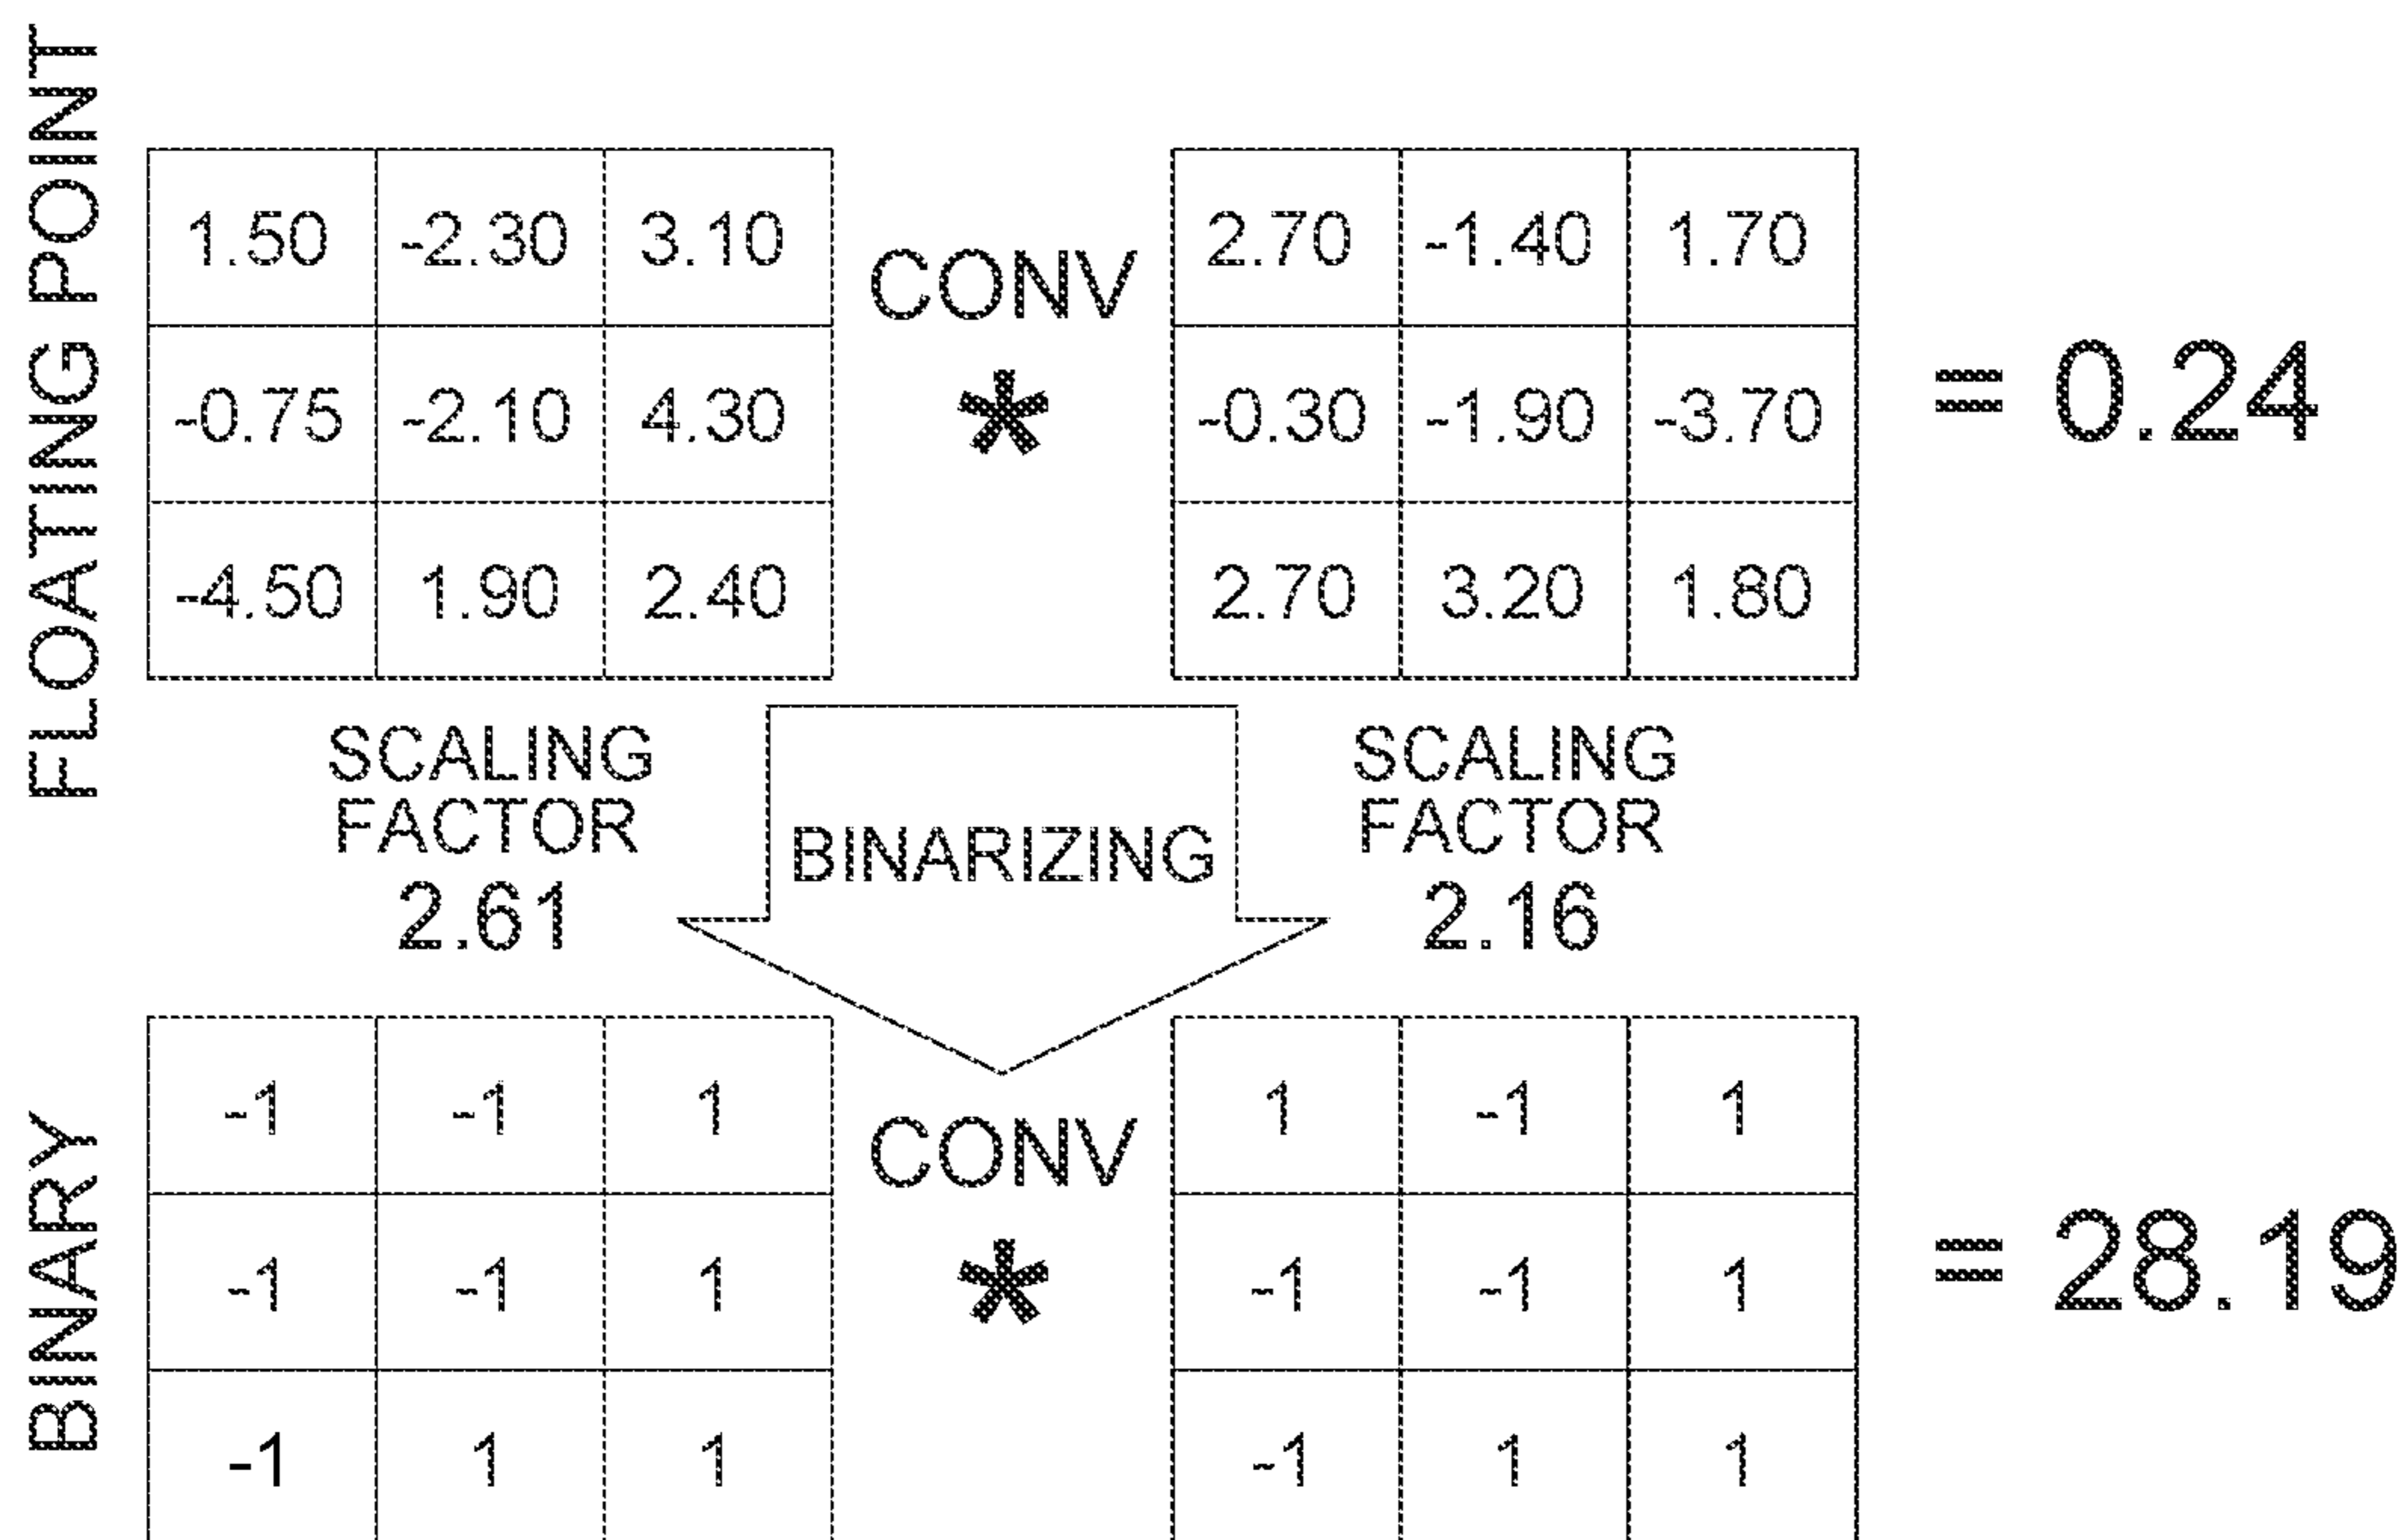 FLOATING POINT
1.50 -2.30 3.10
-0.75 -2.10 4.30
-4.50 1.90 2.40
CONV
*
2.70 -1.40 1.70
-0.30 -1.90 -3.70
2.70 3.20 1.80
= 0.24
SCALING
FACTOR
2.61
BINARIZING
SCALING
FACTOR
2.16
BINARY
-1 -1 1
-1 -1 1
-1 1 1
CONV
*
1 -1 1
-1 -1 1
-1 1 1
= 28.19